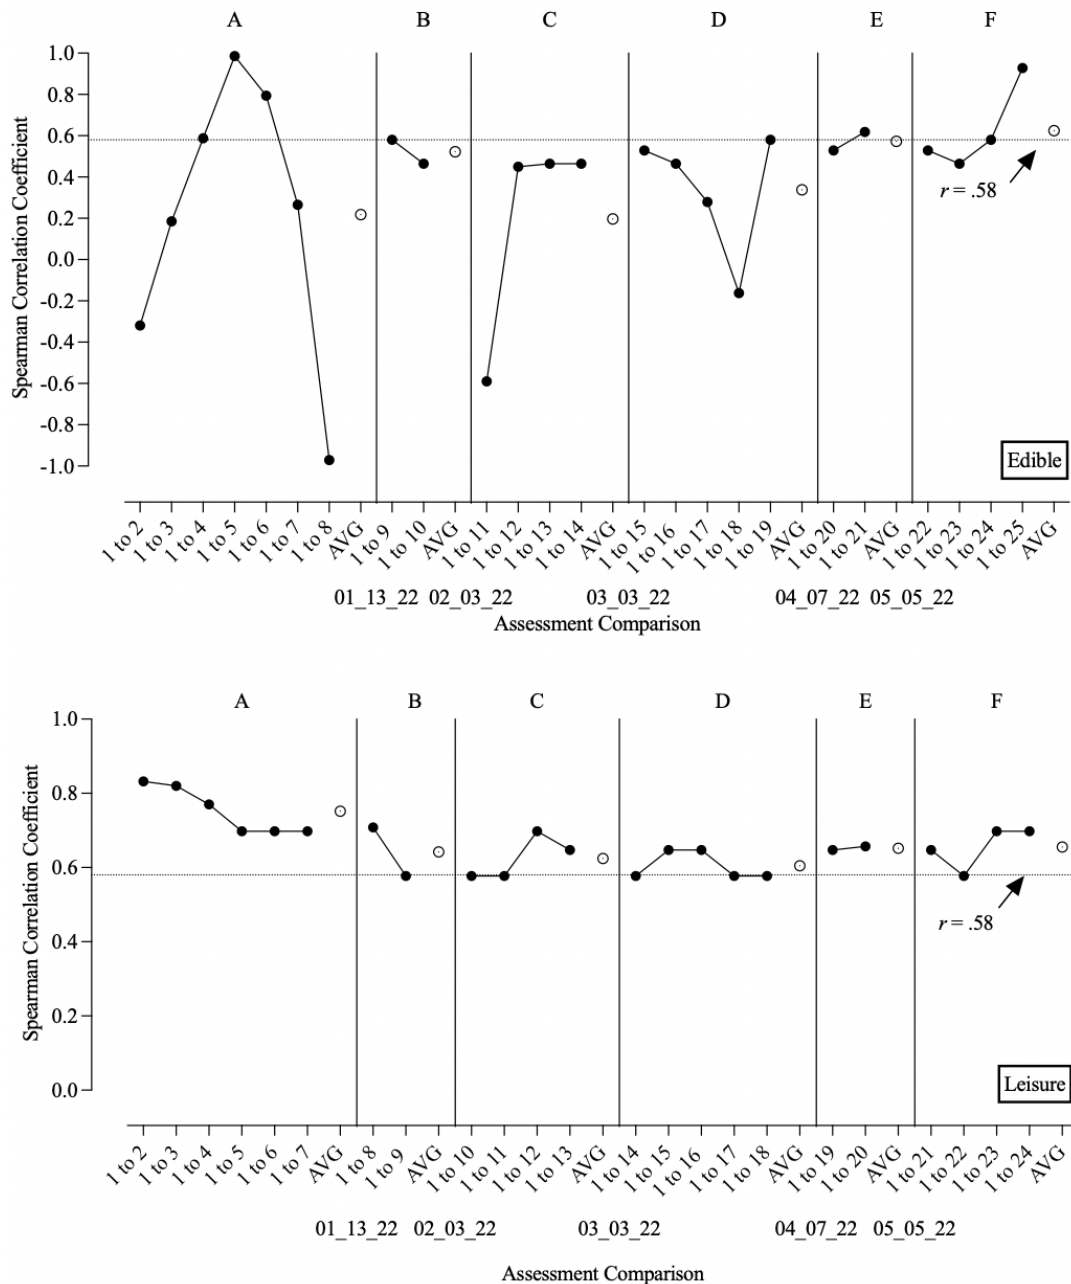 A B C D E F
1.0
0.8
0.6
0.4
0.2
0.0
-0.2
-0.4
-0.6
-0.8
-1.0
Spearman Correlation Coefficient
r = .58
Edible
1 to 2 1 to 3 1 to 4 1 to 5 1 to 6 1 to 7 1 to 8 AVG 1 to 9 1 to 10 AVG 1 to 11 1 to 12 1 to 13 1 to 14 AVG 1 to 15 1 to 16 1 to 17 1 to 18 1 to 19 AVG 1 to 20 1 to 21 AVG 1 to 22 1 to 23 1 to 24 1 to 25 AVG
01_13_22 02_03_22 03_03_22 04_07_22 05_05_22
Assessment Comparison
A B C D E F
1.0
0.8
0.6
0.4
0.2
0.0
Spearman Correlation Coefficient
r = .58
Leisure
1 to 2 1 to 3 1 to 4 1 to 5 1 to 6 1 to 7 AVG 1 to 8 1 to 9 AVG 1 to 10 1 to 11 1 to 12 1 to 13 AVG 1 to 14 1 to 15 1 to 16 1 to 17 1 to 18 AVG 1 to 19 1 to 20 AVG 1 to 21 1 to 22 1 to 23 1 to 24 AVG
01_13_22 02_03_22 03_03_22 04_07_22 05_05_22
Assessment Comparison